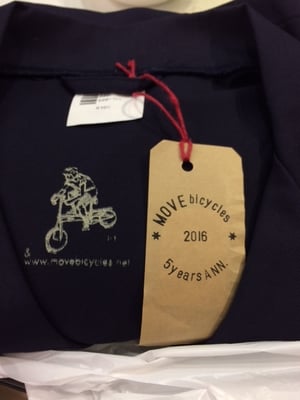 MOVE bicycles
* 2016 *
5years ANN.
&
www.movebicycles.net